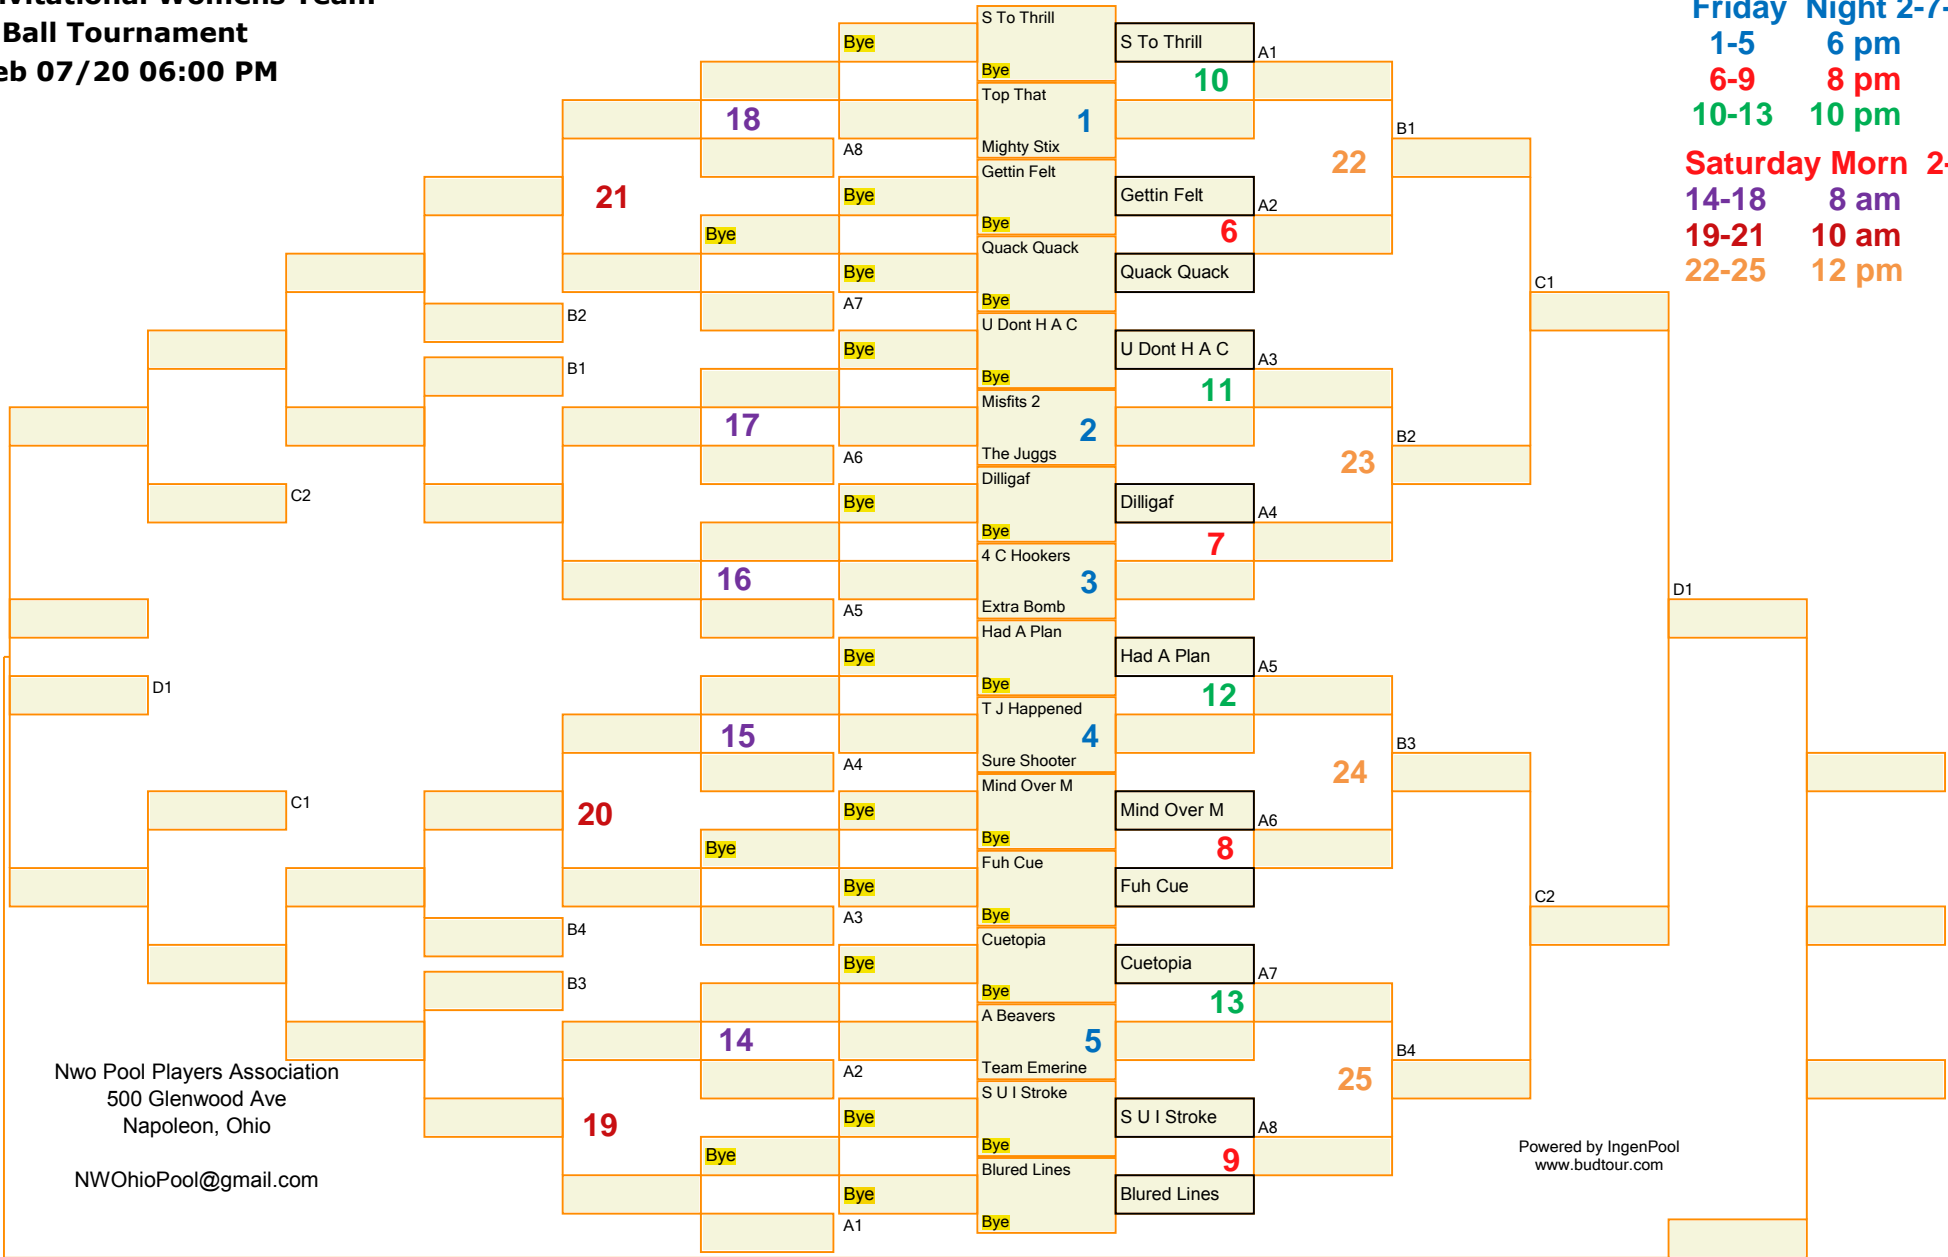 Ball Tournament
07/20 06:00 PM
Friday Night 2-7-
1-5 6 pm
6-9 8 pm
10-13 10 pm
Saturday Morn 2-
14-18 8 am
19-21 10 am
22-25 12 pm
S To Thrill
Bye
Bye
S To Thrill
A1
10
Top That
1
Mighty Stix
18
A8
B1
22
Gettin Felt
Bye
Bye
Gettin Felt
A2
21
6
Bye
Quack Quack
Bye
Bye
Quack Quack
A7
C1
B2
U Dont H A C
Bye
Bye
U Dont H A C
A3
B1
11
Misfits 2
2
The Juggs
17
A6
B2
23
Dilligaf
Bye
Bye
Dilligaf
A4
C2
7
4 C Hookers
3
Extra Bomb
16
A5
D1
Had A Plan
Bye
Bye
Had A Plan
A5
D1
12
T J Happened
4
Sure Shooter
15
A4
B3
24
Mind Over M
Bye
Bye
Mind Over M
A6
C1
20
8
Bye
Fuh Cue
Bye
Bye
Fuh Cue
A3
C2
B4
Cuetopia
Bye
Bye
Cuetopia
A7
B3
13
A Beavers
5
Team Emerine
14
A2
B4
25
S U I Stroke
Bye
Bye
S U I Stroke
A8
19
9
Bye
Blured Lines
Bye
Bye
Blured Lines
A1
Nwo Pool Players Association
500 Glenwood Ave
Napoleon, Ohio
NWOhioPool@gmail.com
Powered by IngenPool
www.budtour.com